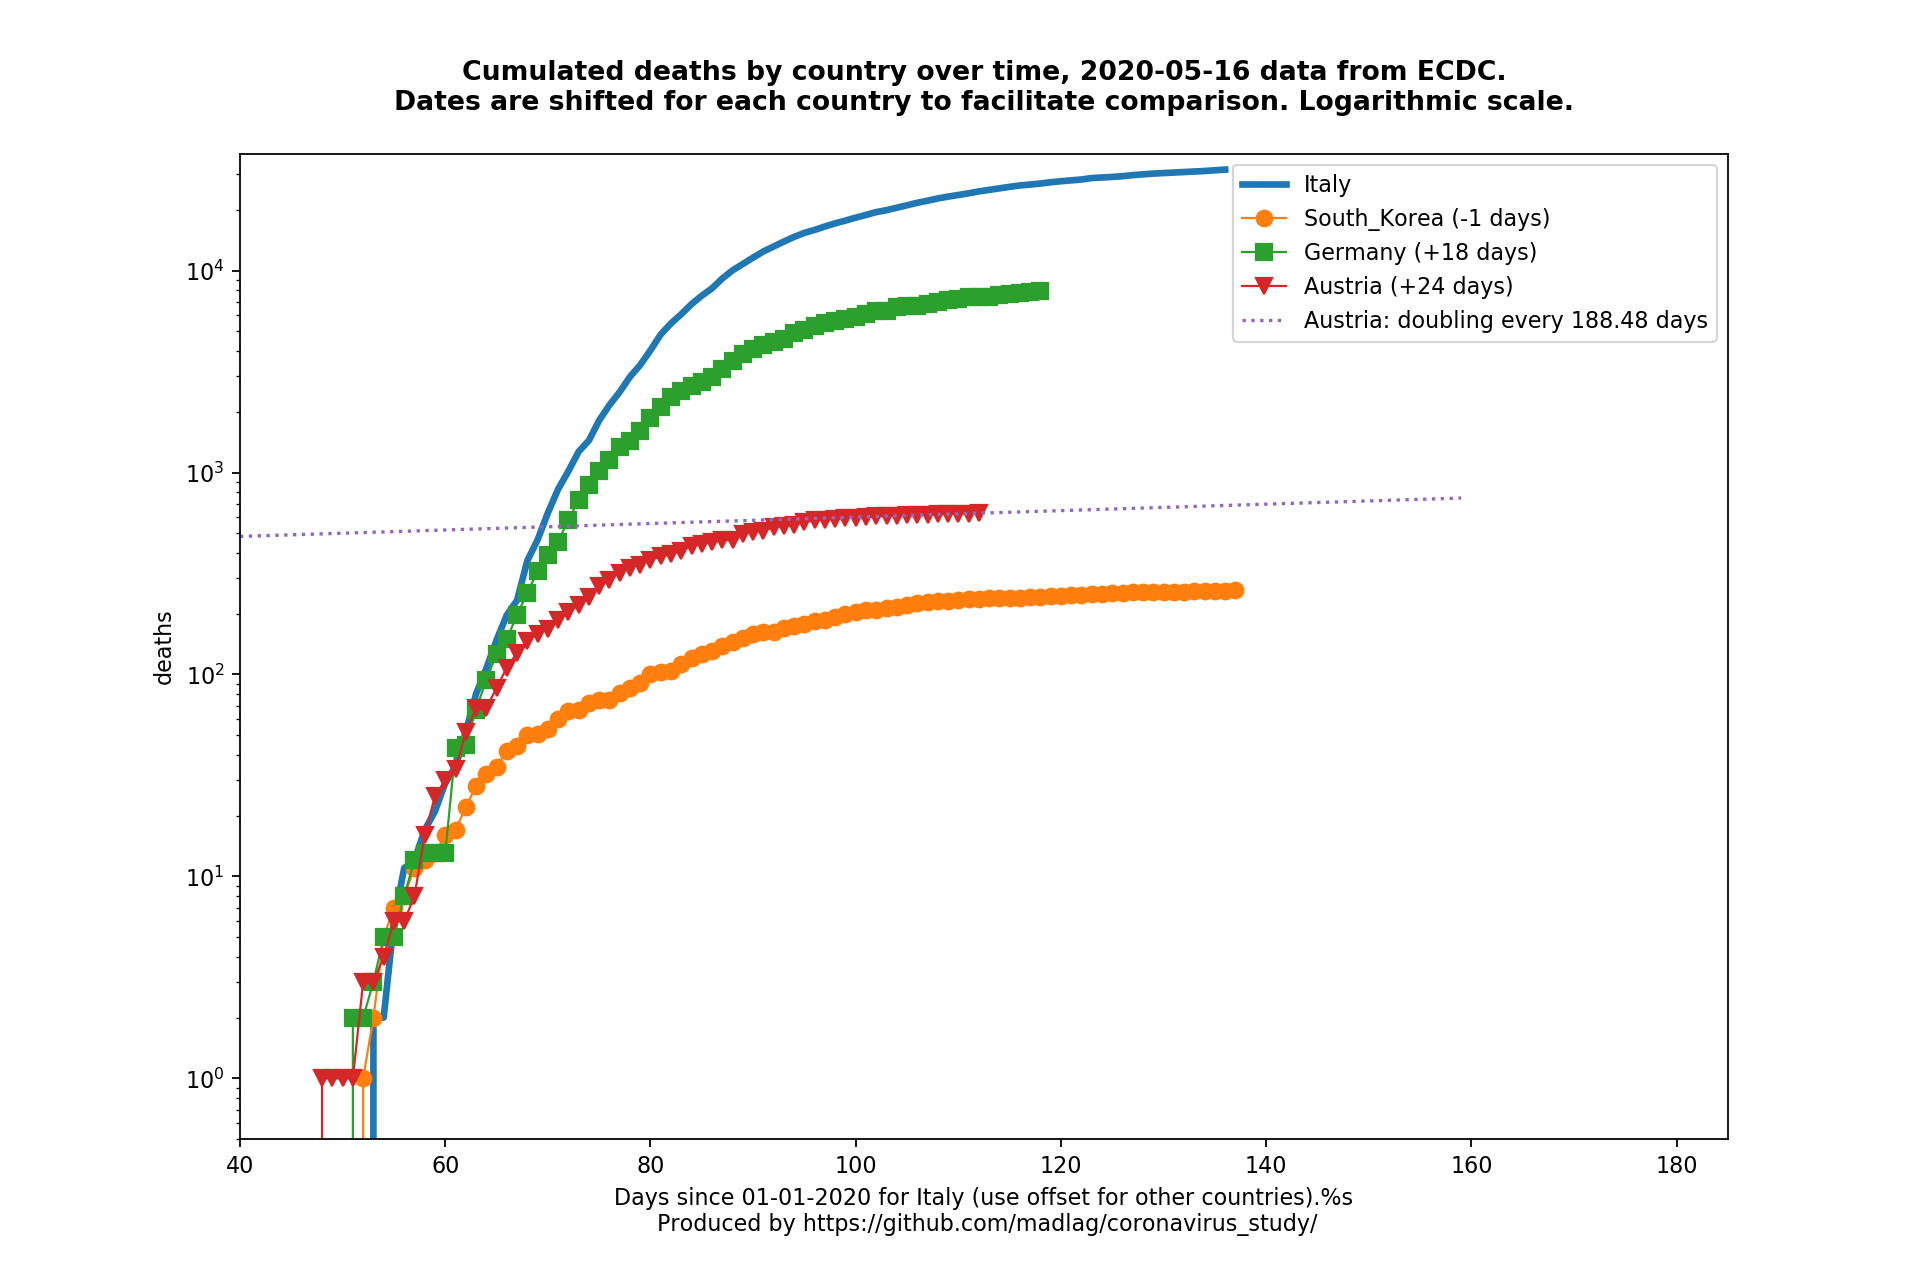 Cumulated deaths by country over time, 2020-05-16 data from ECDC.
Dates are shifted for each country to facilitate comparison. Logarithmic scale.
Italy
South_Korea (-1 days)
Germany (+18 days)
Austria (+24 days)
Austria: doubling every 188.48 days
deaths
10⁴
10³
10²
10¹
10⁰
40 60 80 100 120 140 160 180
Days since 01-01-2020 for Italy (use offset for other countries).%s
Produced by https://github.com/madlag/coronavirus_study/